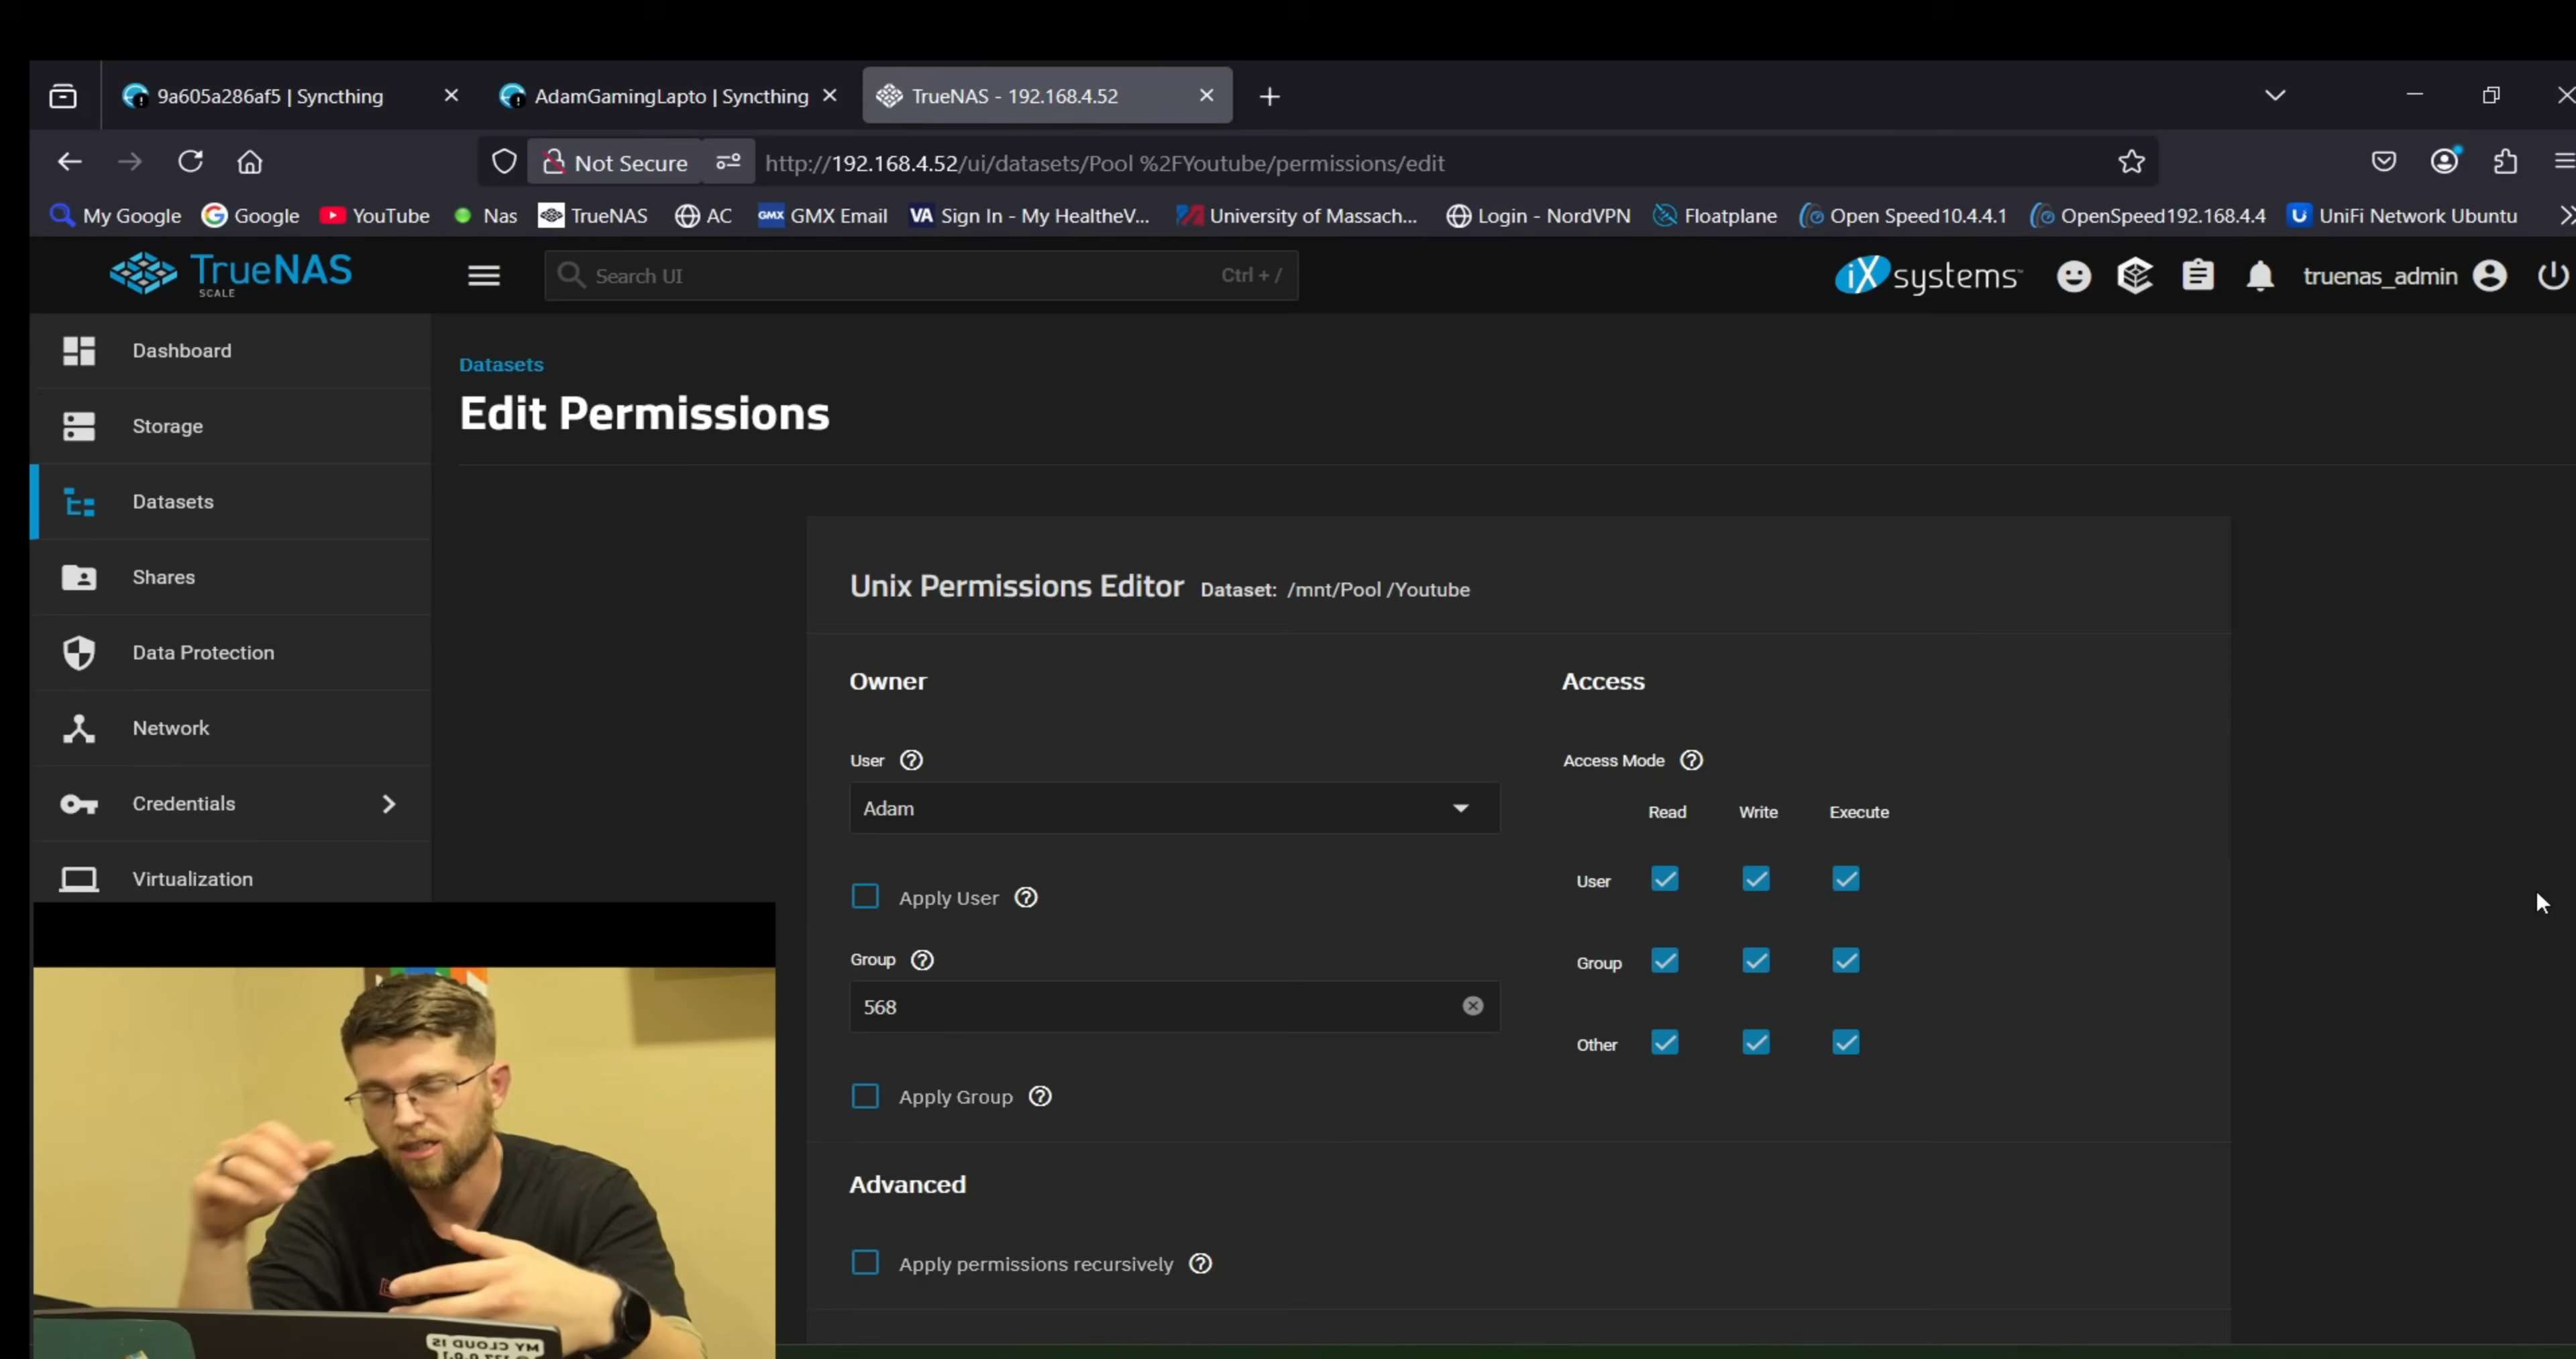 9a605a286af5 | Syncthing
AdamGamingLapto | Syncthing
TrueNAS - 192.168.4.52
Not Secure
http://192.168.4.52/ui/datasets/Pool %2FYoutube/permissions/edit
My Google
Google
YouTube
Nas
TrueNAS
AC
GMX
GMX Email
VA
Sign In - My HealtheV...
University of Massach...
Login - NordVPN
Floatplane
Open Speed10.4.4.1
OpenSpeed192.168.4.4
UniFi Network Ubuntu
TrueNAS
SCALE
Search UI
Ctrl + /
iXsystems
truenas_admin
Dashboard
Storage
Datasets
Shares
Data Protection
Network
Credentials
Virtualization
Datasets
Edit Permissions
Unix Permissions Editor Dataset: /mnt/Pool /Youtube
Owner
User
Adam
Apply User
Group
568
Apply Group
Access
Access Mode
Read Write Execute
User
Group
Other
Advanced
Apply permissions recursively
MY CLOUD IS